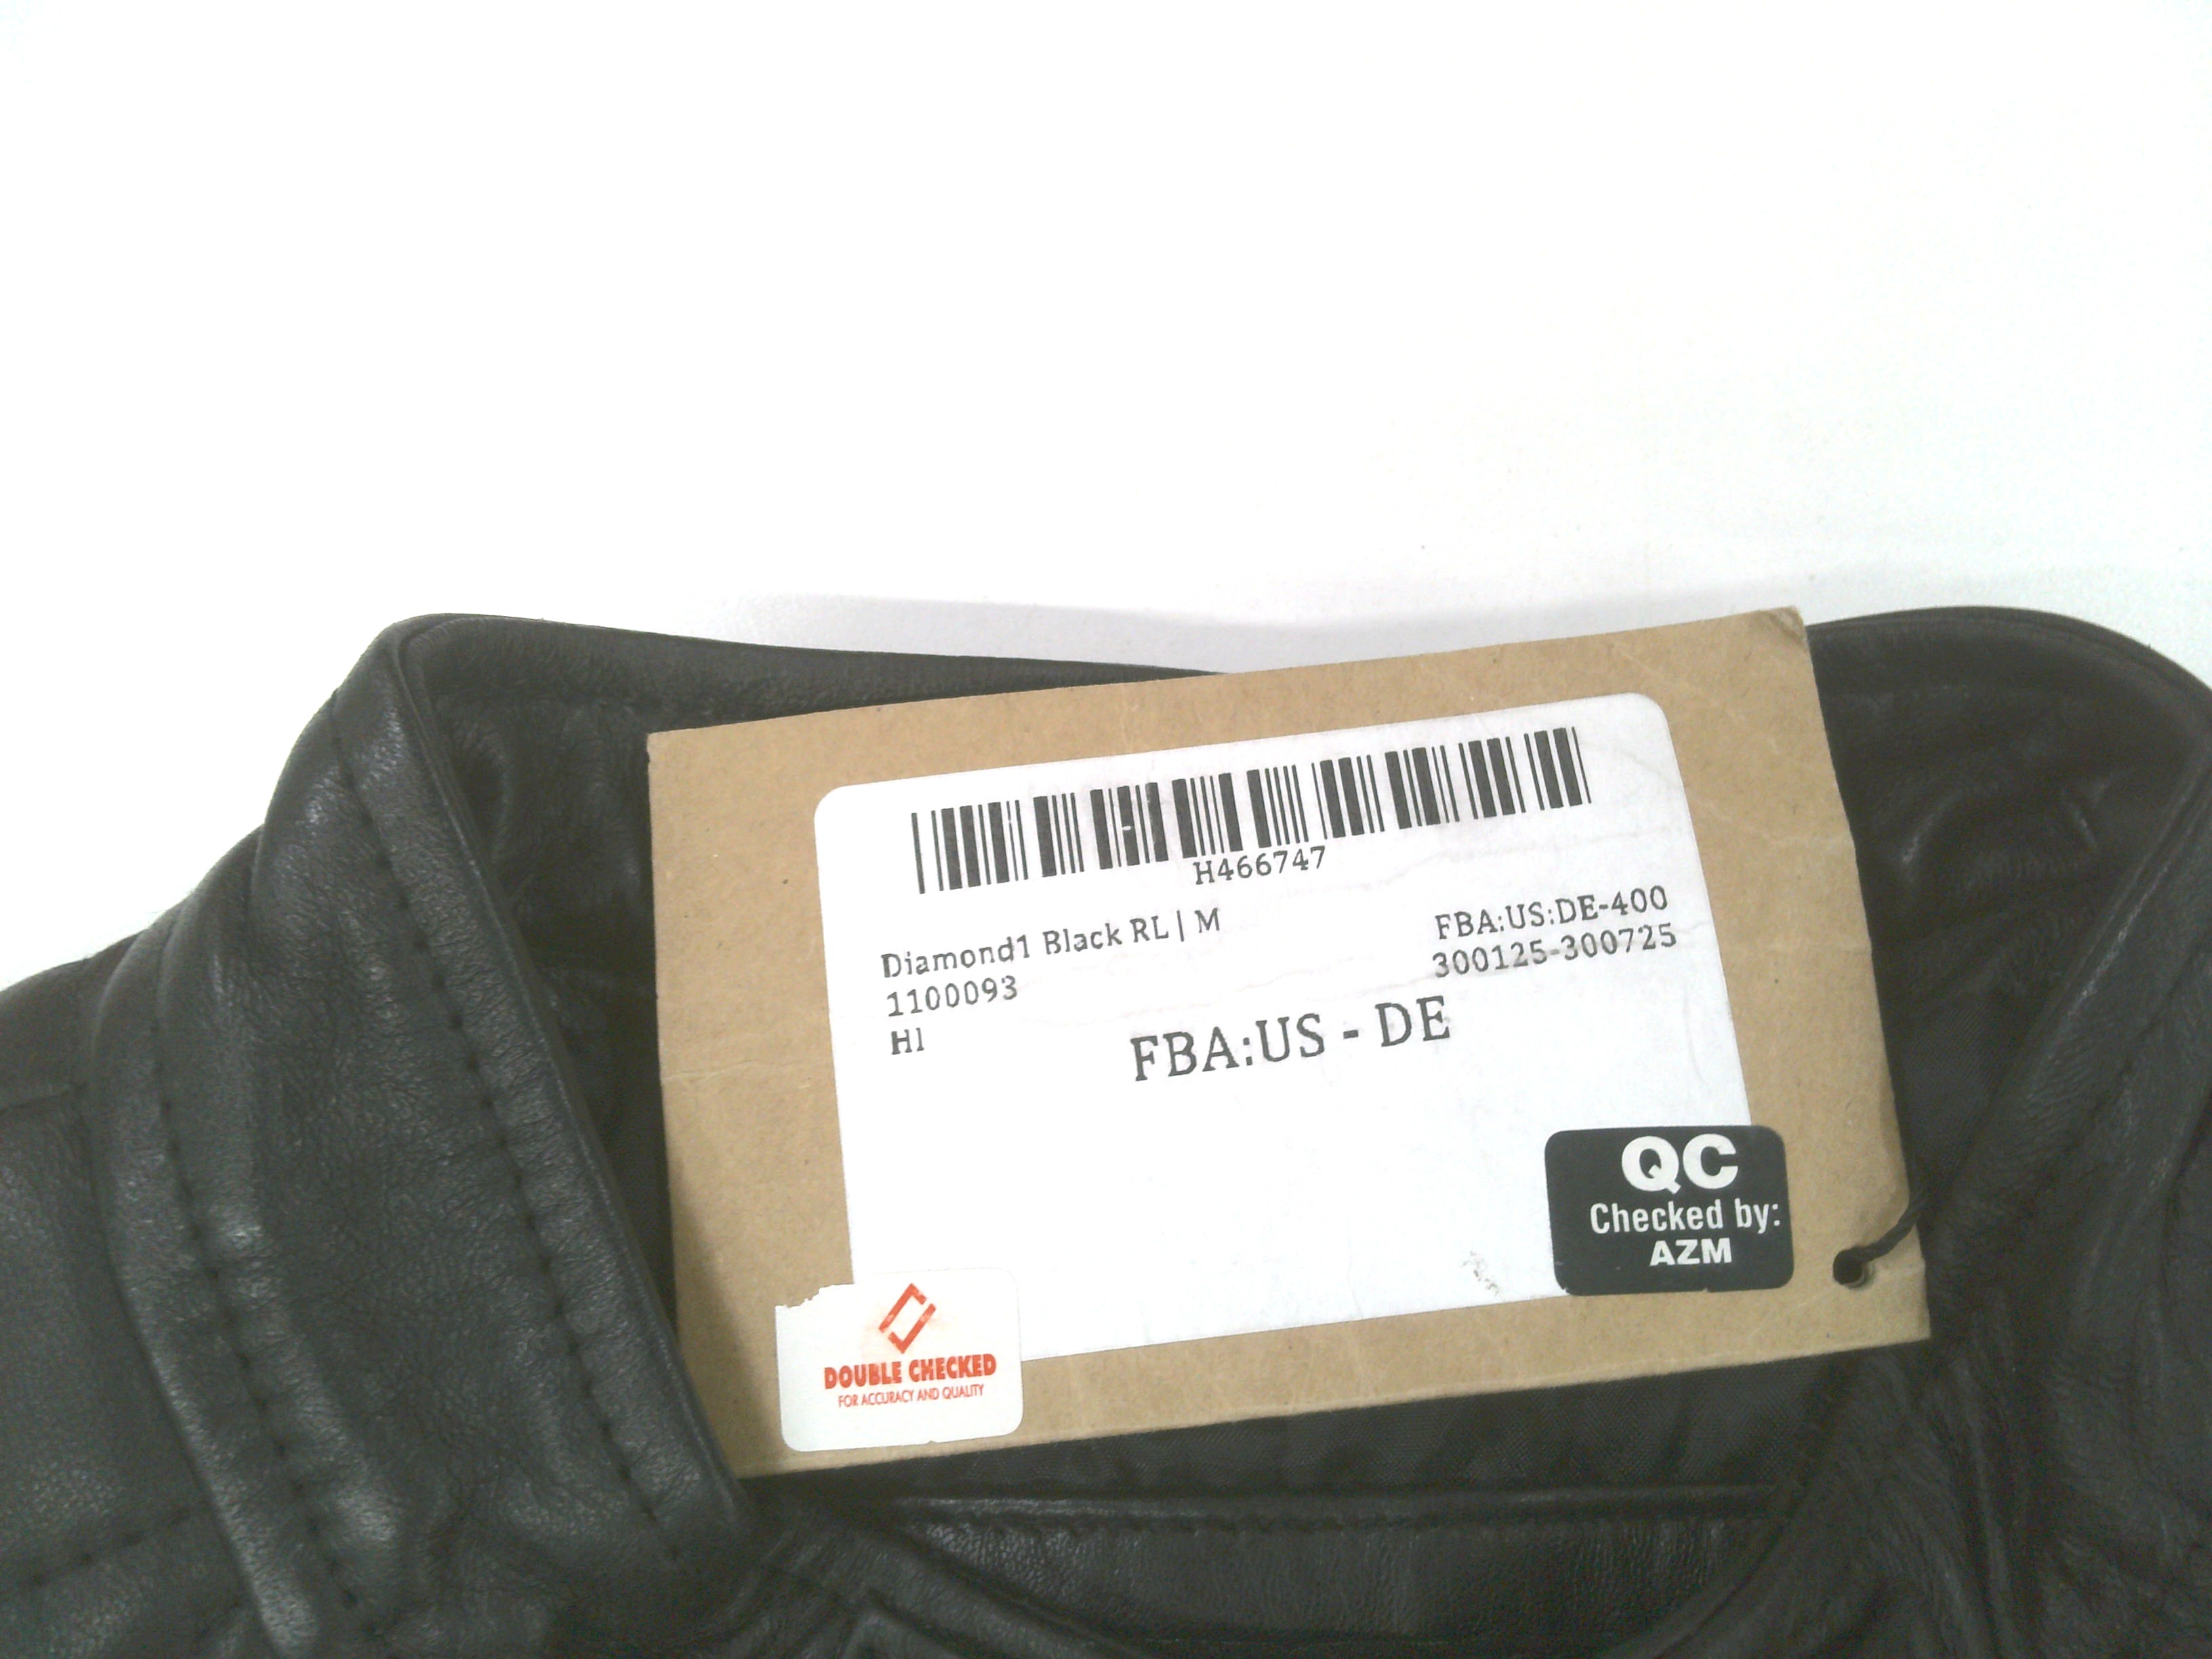 H466747
Diamond1 Black RL | M
1100093
H1
FBA:US:DE-400
300125-300725
FBA:US - DE
QC
Checked by:
AZM
DOUBLE CHECKED
FOR ACCURACY AND QUALITY